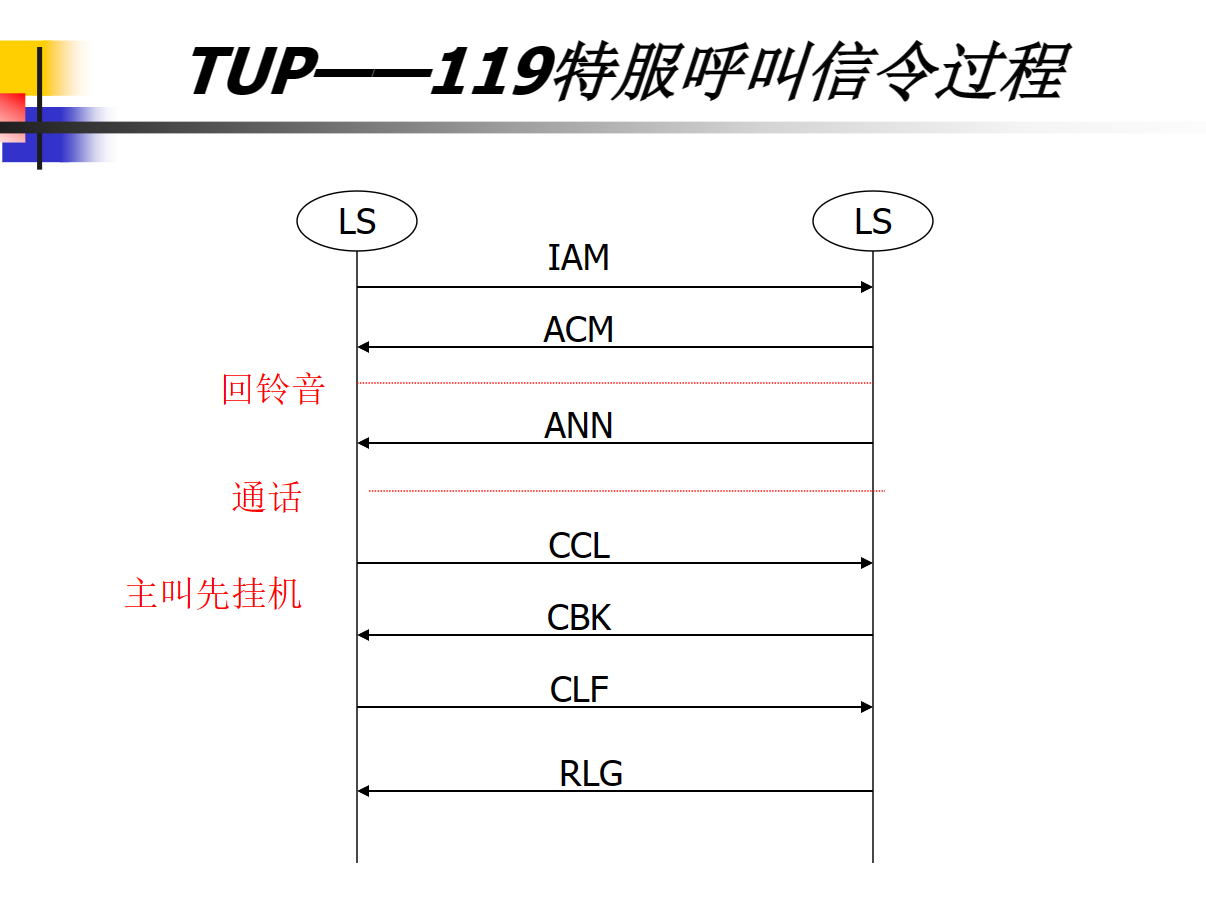 TUP——119特服呼叫信令过程
LS LS
IAM
ACM
回铃音
ANN
通话
CCL
主叫先挂机
CBK
CLF
RLG